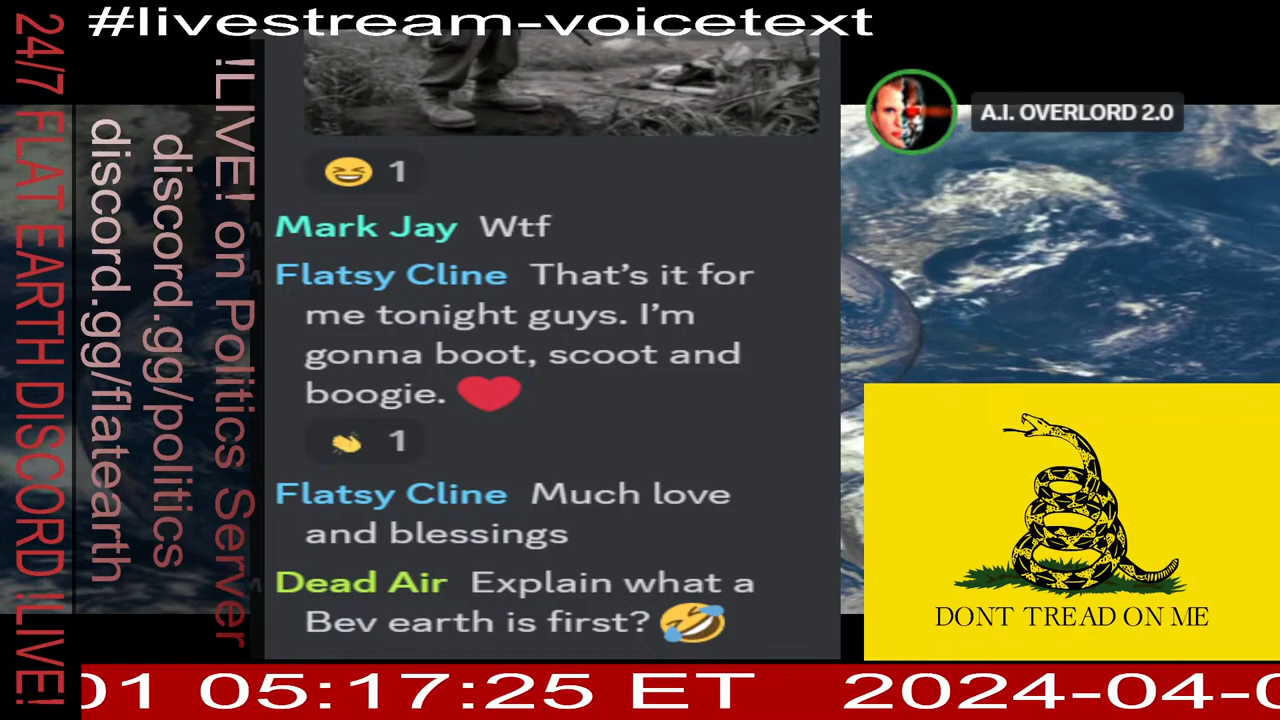 #livestream-voicetext
24/7 FLAT EARTH DISCORD !LIVE!
discord.gg/flatearth
discord.gg/politics
!LIVE! on Politics Server
A.I. OVERLORD 2.0
😆 1
Mark Jay Wtf
Flatsy Cline That’s it for
me tonight guys. I’m
gonna boot, scoot and
boogie. ❤️
👏 1
Flatsy Cline Much love
and blessings
Dead Air Explain what a
Bev earth is first? 🤣
DONT TREAD ON ME
01 05:17:25 ET 2024-04-0